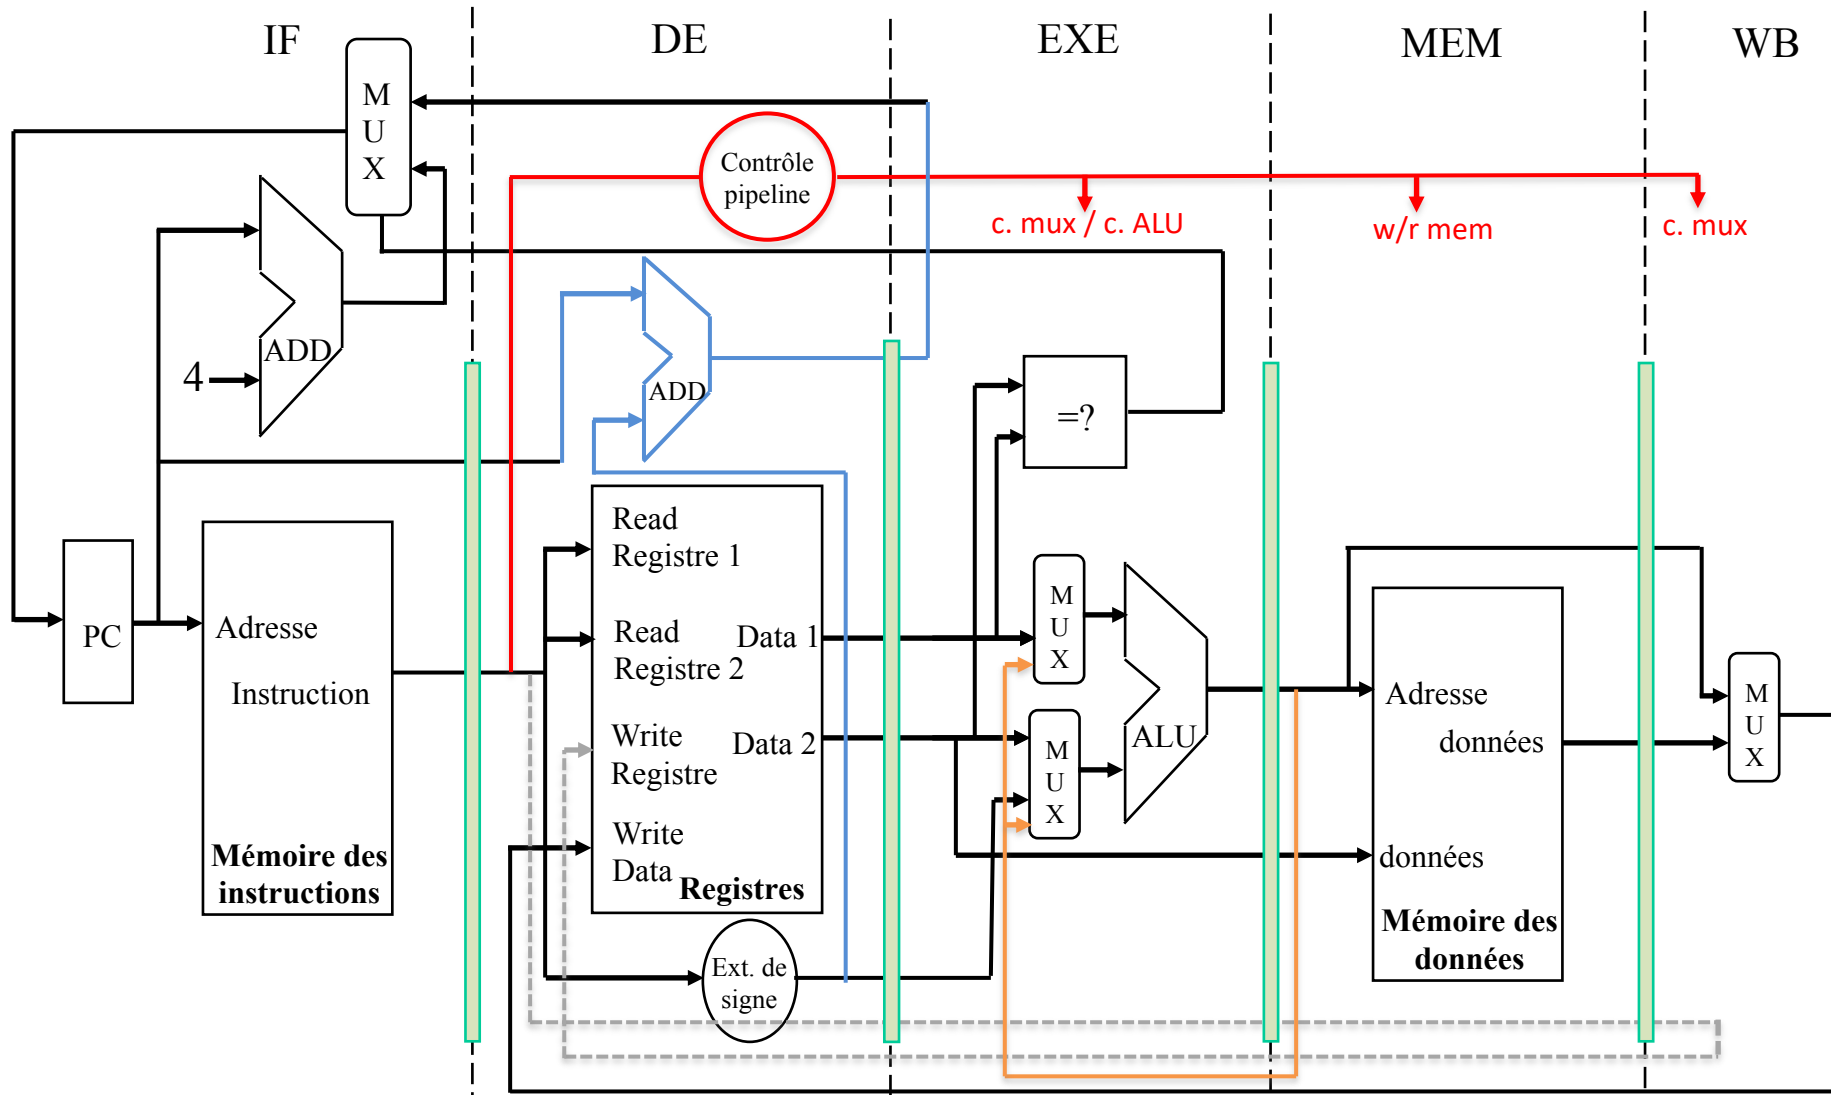 IF
DE
EXE
MEM
WB
M
U
X
Contrôle
pipeline
c. mux / c. ALU
w/r mem
c. mux
ADD
4
ADD
=?
PC
Adresse
Instruction
Mémoire des
instructions
Read
Registre 1
Read
Registre 2
Data 1
Write
Registre
Data 2
Write
Data
Registres
Ext. de
signe
M
U
X
M
U
X
ALU
Adresse
données
données
Mémoire des
données
M
U
X